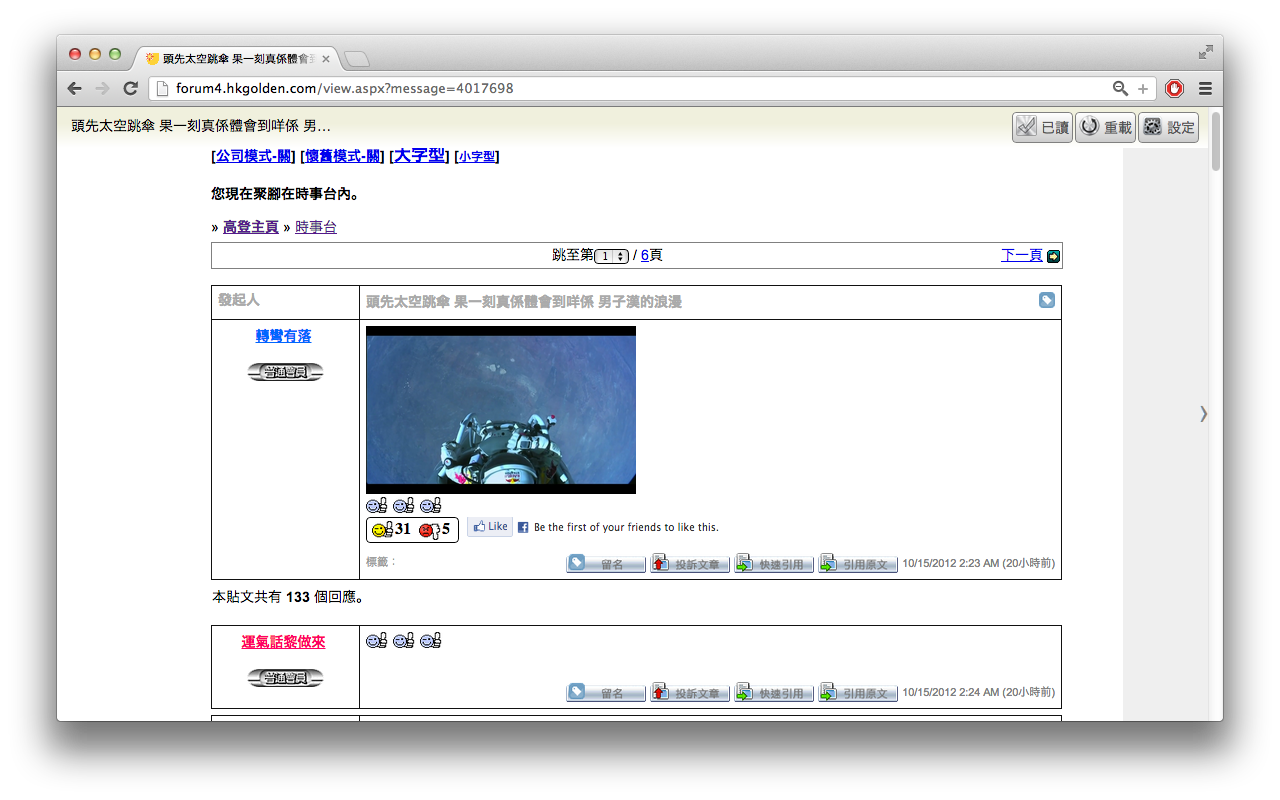 頭先太空跳傘 果一刻真係體會
forum4.hkgolden.com/view.aspx?message=4017698
頭先太空跳傘 果一刻真係體會到咩係 男... 已讀 重載 設定
[公司模式-關] [懷舊模式-關] [大字型] [小字型]
您現在聚腳在時事台內。
» 高登主頁 » 時事台
跳至第 1 / 6頁 下一頁
發起人 頭先太空跳傘 果一刻真係體會到咩係 男子漢的浪漫
轉彎有落
普通會員
31 5 Like Be the first of your friends to like this.
標籤： 留名 投訴文章 快速引用 引用原文 10/15/2012 2:23 AM (20小時前)
本貼文共有 133 個回應。
運氣話黎做來
普通會員
留名 投訴文章 快速引用 引用原文 10/15/2012 2:24 AM (20小時前)